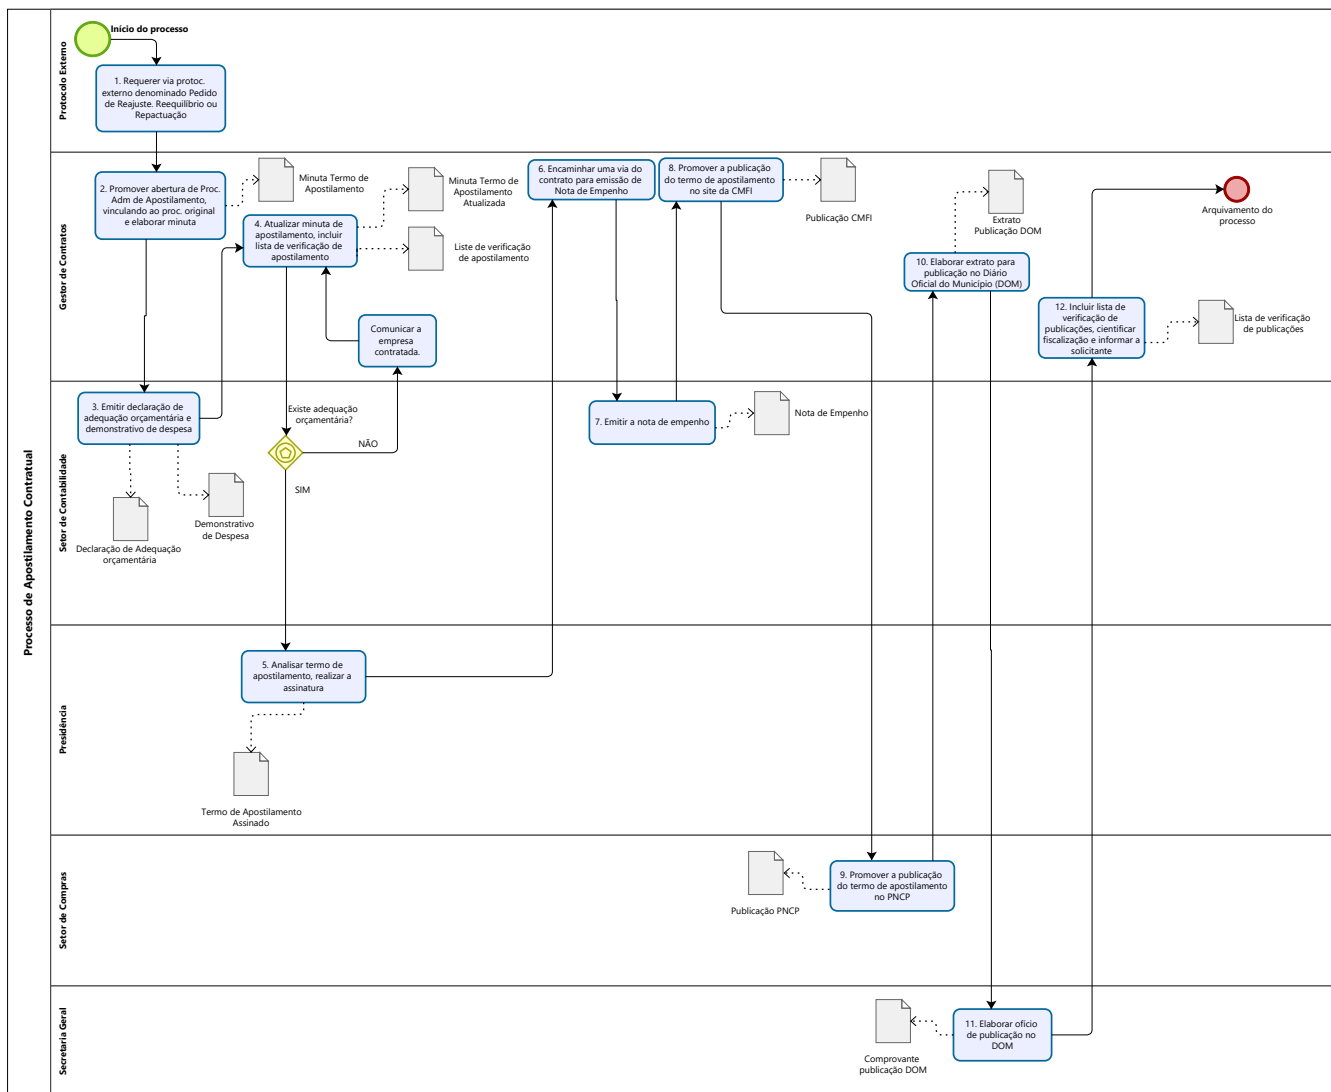 Processo de Apostilamento Contratual
Protocolo Externo
Início do processo
1. Requerer via protoc.
externo denominado Pedido
de Reajuste. Reequilíbrio ou
Repactuação
Gestor de Contratos
2. Promover abertura de Proc.
Adm de Apostilamento,
vinculando ao proc. original
e elaborar minuta
Minuta Termo de
Apostilamento
4. Atualizar minuta de
apostilamento, incluir
lista de verificação de
apostilamento
Minuta Termo de
Apostilamento
Atualizada
Liste de verificação
de apostilamento
Comunicar a
empresa
contratada.
6. Encaminhar uma via do
contrato para emissão de
Nota de Empenho
8. Promover a publicação
do termo de apostilamento
no site da CMFI
Publicação CMFI
Extrato
Publicação DOM
10. Elaborar extrato para
publicação no Diário
Oficial do Municipio (DOM)
12. Incluir lista de
verificação de
publicações, cientificar
fiscalização e informar a
solicitante
Lista de verificação
de publicações
Arquivamento do
processo
Setor de Contabilidade
3. Emitir declaração de
adequação orçamentária e
demonstrativo de despesa
Existe adequação
orçamentária?
NÃO
SIM
Declaração de Adequação
orçamentária
Demonstrativo
de Despesa
7. Emitir a nota de empenho
Nota de Empenho
Presidência
5. Analisar termo de
apostilamento, realizar a
assinatura
Termo de Apostilamento
Assinado
Setor de Compras
Publicação PNCP
9. Promover a publicação
do termo de apostilamento
no PNCP
Secretaria Geral
Comprovante
publicação DOM
11. Elaborar ofício
de publicação no
DOM